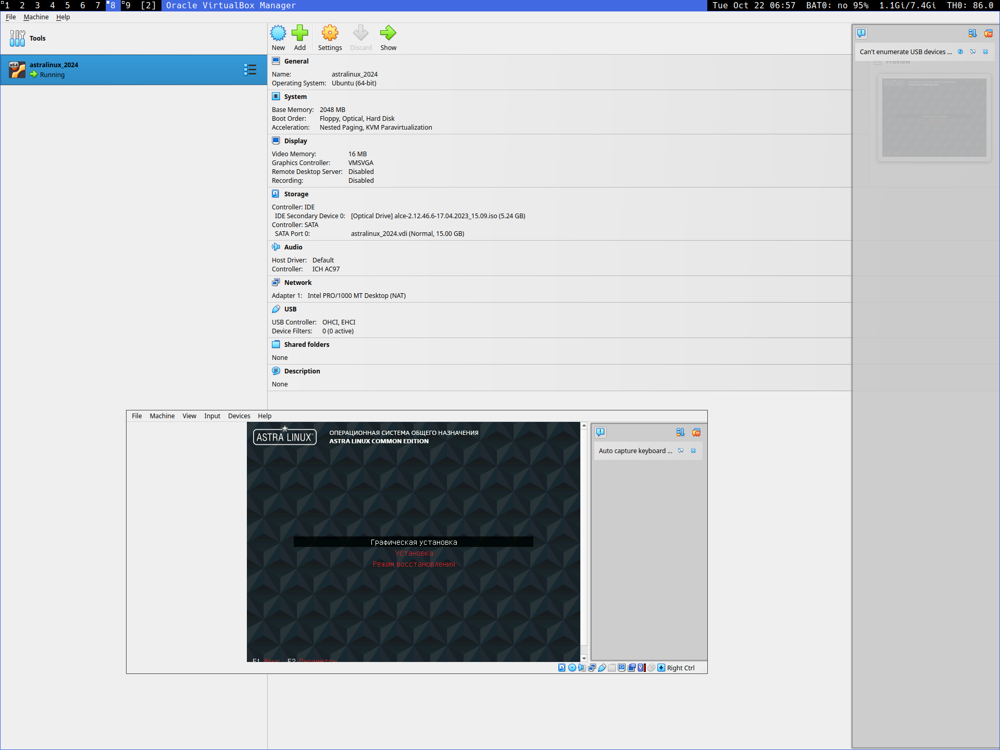 1 2 3 4 5 6 7 8 9 [2] Oracle VirtualBox Manager Tue Oct 22 06:57 BAT0: no 95% 1.1Gi/7.4Gi TH0: 86.0
File Machine Help
Tools
astralinux_2024
Running
x64
New Add Settings Discard Show
General
Name: astralinux_2024
Operating System: Ubuntu (64-bit)
System
Base Memory: 2048 MB
Boot Order: Floppy, Optical, Hard Disk
Acceleration: Nested Paging, KVM Paravirtualization
Display
Video Memory: 16 MB
Graphics Controller: VMSVGA
Remote Desktop Server: Disabled
Recording: Disabled
Storage
Controller: IDE
IDE Secondary Device 0: [Optical Drive] alce-2.12.46.6-17.04.2023_15.09.iso (5.24 GB)
Controller: SATA
SATA Port 0: astralinux_2024.vdi (Normal, 15.00 GB)
Audio
Host Driver: Default
Controller: ICH AC97
Network
Adapter 1: Intel PRO/1000 MT Desktop (NAT)
USB
USB Controller: OHCI, EHCI
Device Filters: 0 (0 active)
Shared folders
None
Description
None
Can't enumerate USB devices ...
Preview
File Machine View Input Devices Help
ASTRA LINUX
ОПЕРАЦИОННАЯ СИСТЕМА ОБЩЕГО НАЗНАЧЕНИЯ
ASTRA LINUX COMMON EDITION
Графическая установка
Установка
Режим восстановления
F1 Язык F2 Параметры
Auto capture keyboard ...
Right Ctrl